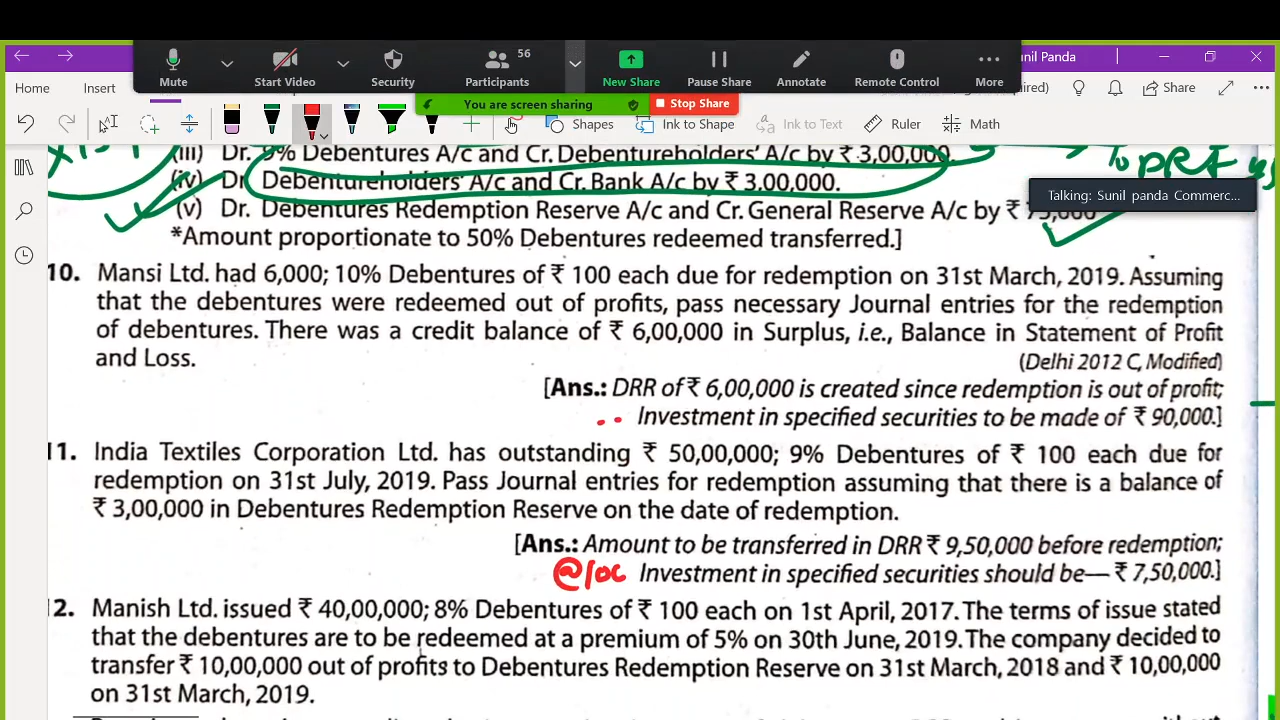 56
Mute
Start Video
Security
Participants
New Share
Pause Share
Annotate
Remote Control
More
nil Panda
You are screen sharing
Stop Share
Home
Insert
Share
Shapes
Ink to Shape
Ink to Text
Ruler
Math
Talking: Sunil panda Commerc...
(iii) Dr. 9% Debentures A/c and Cr. Debentureholders' A/c by ₹ 3,00,000.
(iv) Dr. Debentureholders' A/c and Cr. Bank A/c by ₹ 3,00,000.
(v) Dr. Debentures Redemption Reserve A/c and Cr. General Reserve A/c by ₹ 75,000
*Amount proportionate to 50% Debentures redeemed transferred.]
10. Mansi Ltd. had 6,000; 10% Debentures of ₹ 100 each due for redemption on 31st March, 2019. Assuming
that the debentures were redeemed out of profits, pass necessary Journal entries for the redemption
of debentures. There was a credit balance of ₹ 6,00,000 in Surplus, i.e., Balance in Statement of Profit
and Loss. (Delhi 2012 C, Modified)
[Ans.: DRR of ₹ 6,00,000 is created since redemption is out of profit;
Investment in specified securities to be made of ₹ 90,000.]
11. India Textiles Corporation Ltd. has outstanding ₹ 50,00,000; 9% Debentures of ₹ 100 each due for
redemption on 31st July, 2019. Pass Journal entries for redemption assuming that there is a balance of
₹ 3,00,000 in Debentures Redemption Reserve on the date of redemption.
[Ans.: Amount to be transferred in DRR ₹ 9,50,000 before redemption;
Investment in specified securities should be— ₹ 7,50,000.]
12. Manish Ltd. issued ₹ 40,00,000; 8% Debentures of ₹ 100 each on 1st April, 2017. The terms of issue stated
that the debentures are to be redeemed at a premium of 5% on 30th June, 2019. The company decided to
transfer ₹ 10,00,000 out of profits to Debentures Redemption Reserve on 31st March, 2018 and ₹ 10,00,000
on 31st March, 2019.